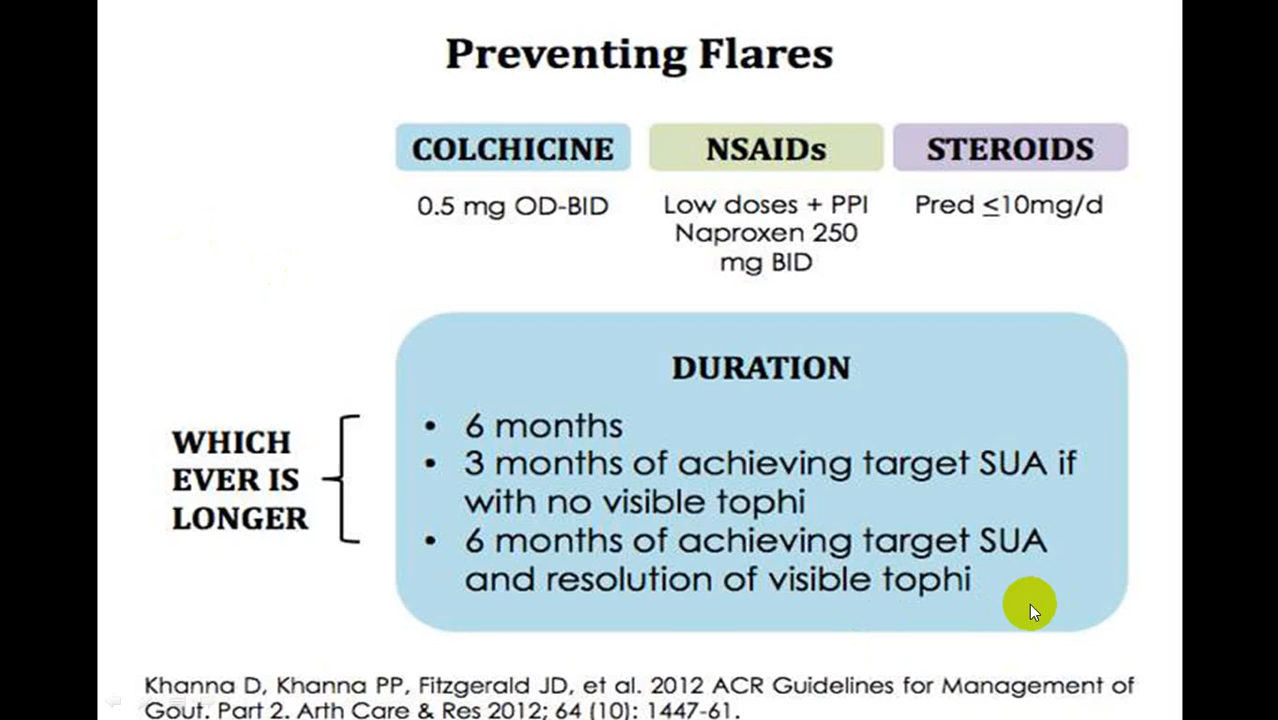 Preventing Flares
COLCHICINE
NSAIDs
STEROIDS
0.5 mg OD-BID
Low doses + PPI
Naproxen 250
mg BID
Pred ≤10mg/d
DURATION
WHICH
EVER IS
LONGER
• 6 months
• 3 months of achieving target SUA if
with no visible tophi
• 6 months of achieving target SUA
and resolution of visible tophi
Khanna D, Khanna PP, Fitzgerald JD, et al. 2012 ACR Guidelines for Management of
Gout. Part 2. Arth Care & Res 2012; 64 (10): 1447-61.